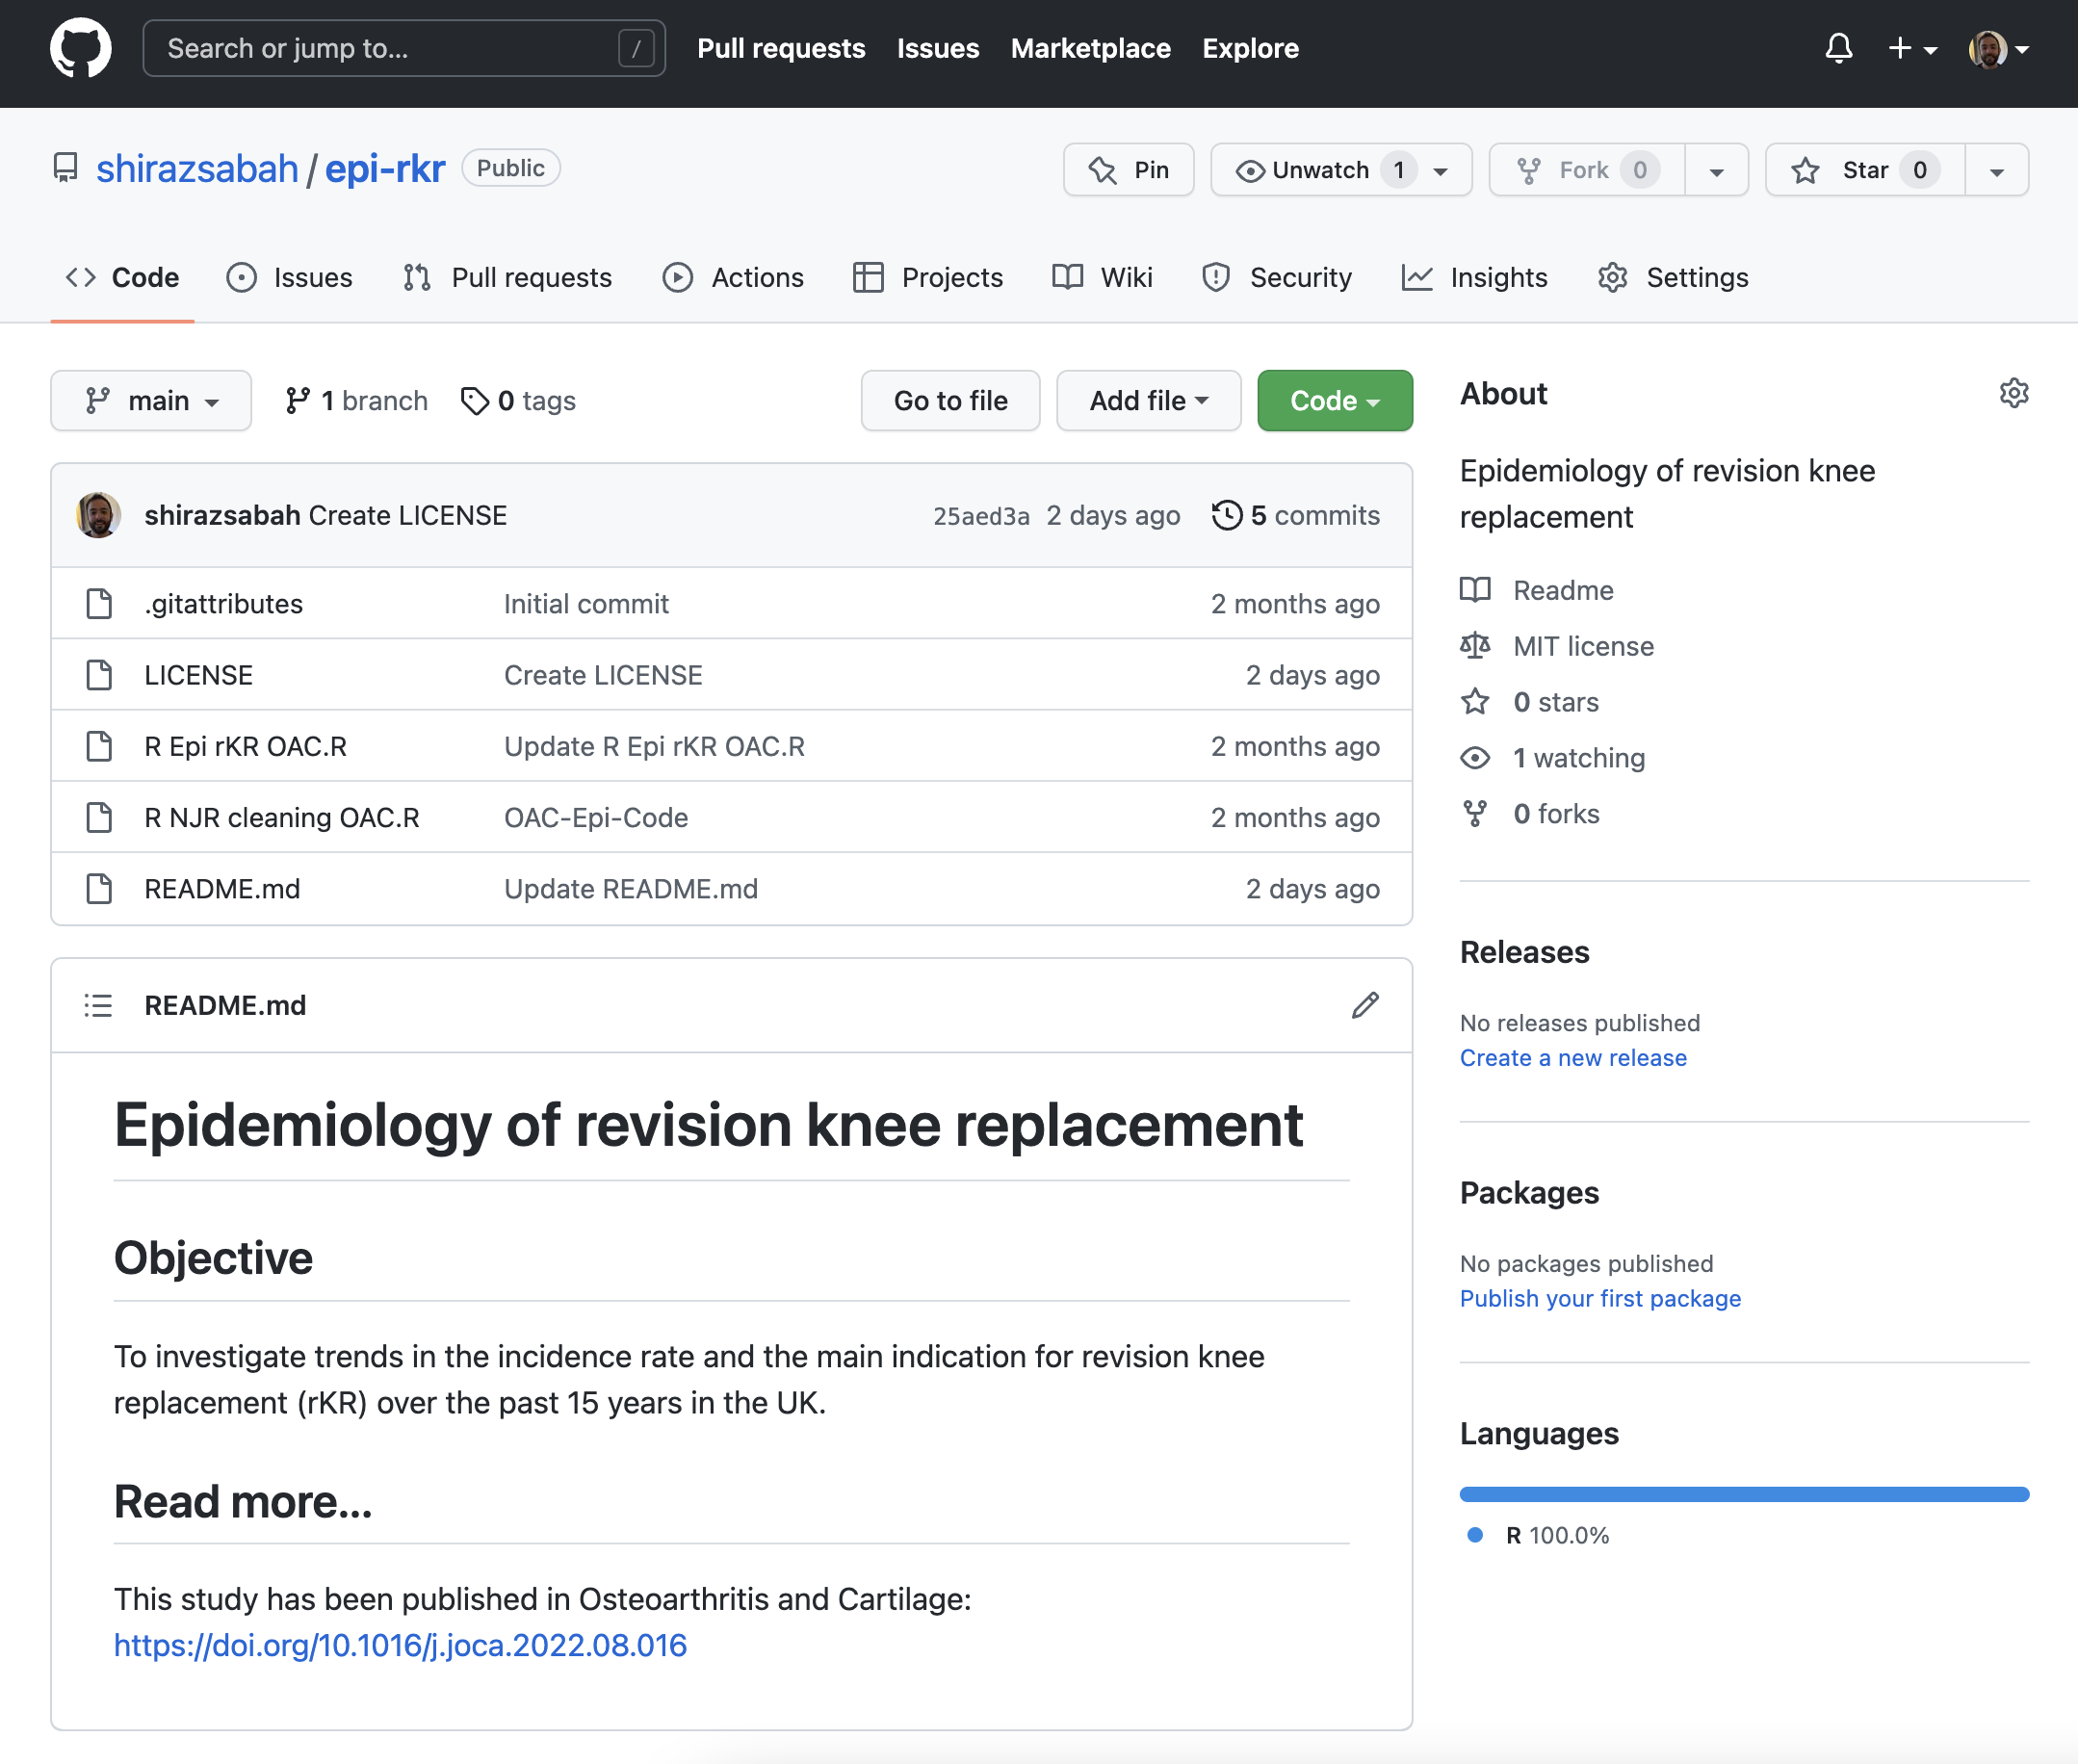 Search or jump to... / Pull requests Issues Marketplace Explore
shirazsabah / epi-rkr Public Pin Unwatch 1 Fork 0 Star 0
Code Issues Pull requests Actions Projects Wiki Security Insights Settings
main 1 branch 0 tags Go to file Add file Code
shirazsabah Create LICENSE 25aed3a 2 days ago 5 commits
.gitattributes Initial commit 2 months ago
LICENSE Create LICENSE 2 days ago
R Epi rKR OAC.R Update R Epi rKR OAC.R 2 months ago
R NJR cleaning OAC.R OAC-Epi-Code 2 months ago
README.md Update README.md 2 days ago
README.md
Epidemiology of revision knee replacement
Objective
To investigate trends in the incidence rate and the main indication for revision knee
replacement (rKR) over the past 15 years in the UK.
Read more...
This study has been published in Osteoarthritis and Cartilage:
https://doi.org/10.1016/j.joca.2022.08.016
About
Epidemiology of revision knee
replacement
Readme
MIT license
0 stars
1 watching
0 forks
Releases
No releases published
Create a new release
Packages
No packages published
Publish your first package
Languages
R 100.0%